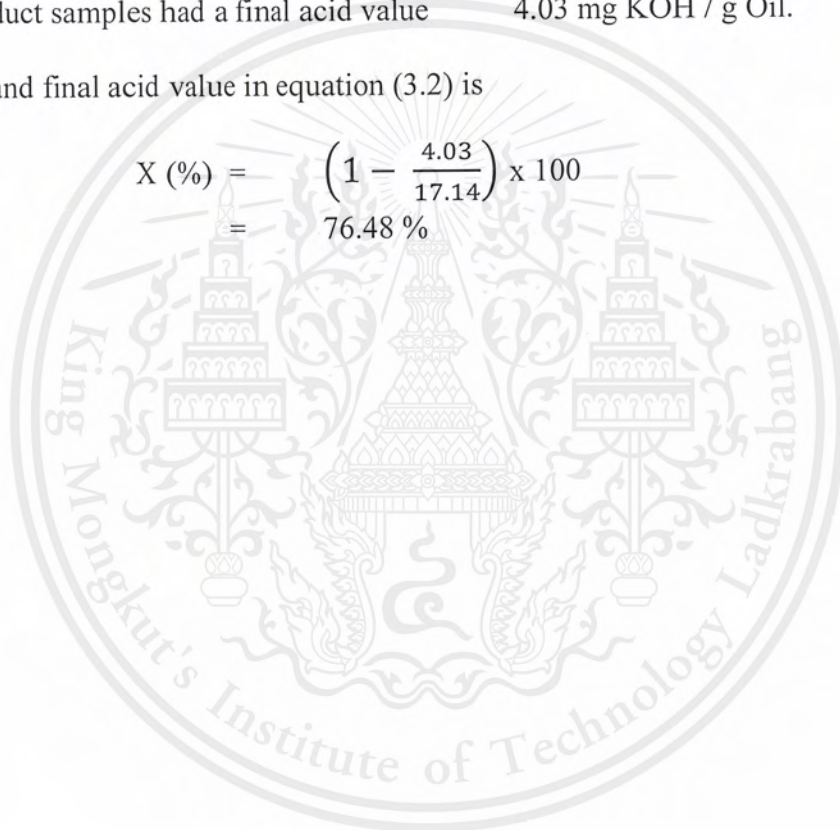 duct samples had a final acid value 4.03 mg KOH / g Oil.
and final acid value in equation (3.2) is
X (%) = (1 − 4.03/17.14) x 100
= 76.48 %
King Mongkut's Institute of Technology Ladkrabang